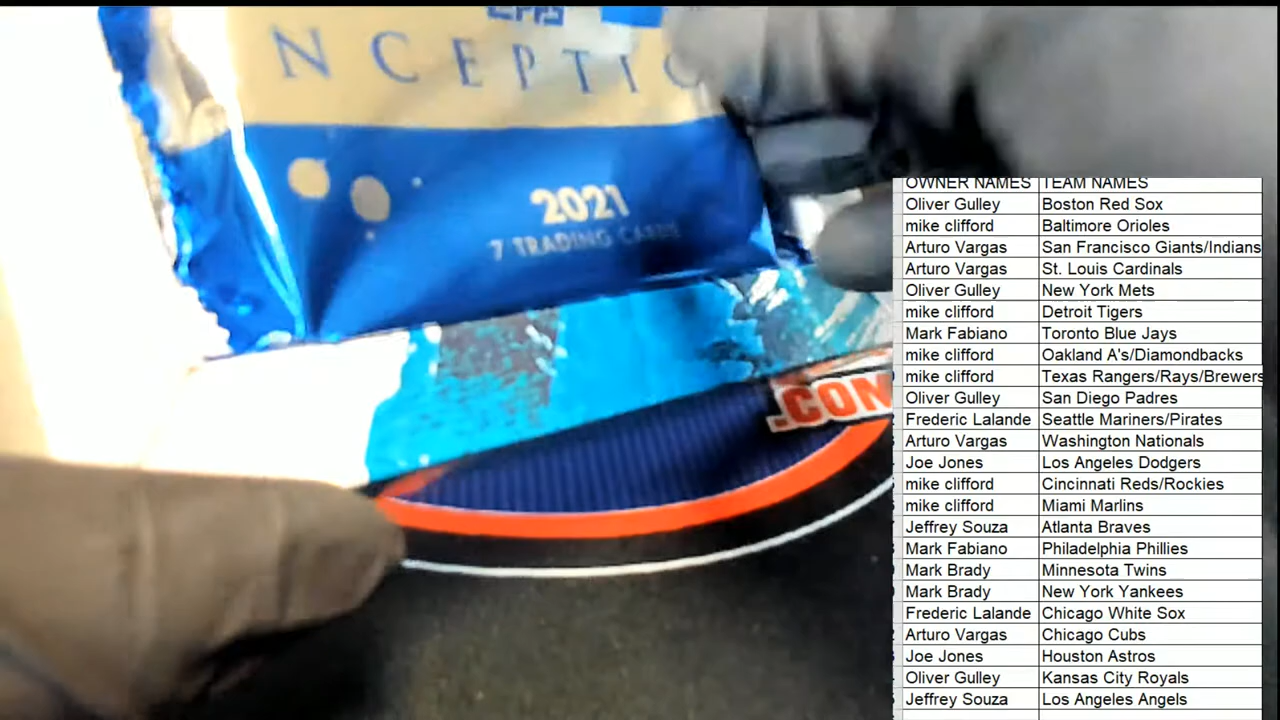 NCEPTIO
2021
7 TRADING CARDS
.COM
OWNER NAMES TEAM NAMES
Oliver Gulley Boston Red Sox
mike clifford Baltimore Orioles
Arturo Vargas San Francisco Giants/Indians
Arturo Vargas St. Louis Cardinals
Oliver Gulley New York Mets
mike clifford Detroit Tigers
Mark Fabiano Toronto Blue Jays
mike clifford Oakland A's/Diamondbacks
mike clifford Texas Rangers/Rays/Brewers
Oliver Gulley San Diego Padres
Frederic Lalande Seattle Mariners/Pirates
Arturo Vargas Washington Nationals
Joe Jones Los Angeles Dodgers
mike clifford Cincinnati Reds/Rockies
mike clifford Miami Marlins
Jeffrey Souza Atlanta Braves
Mark Fabiano Philadelphia Phillies
Mark Brady Minnesota Twins
Mark Brady New York Yankees
Frederic Lalande Chicago White Sox
Arturo Vargas Chicago Cubs
Joe Jones Houston Astros
Oliver Gulley Kansas City Royals
Jeffrey Souza Los Angeles Angels